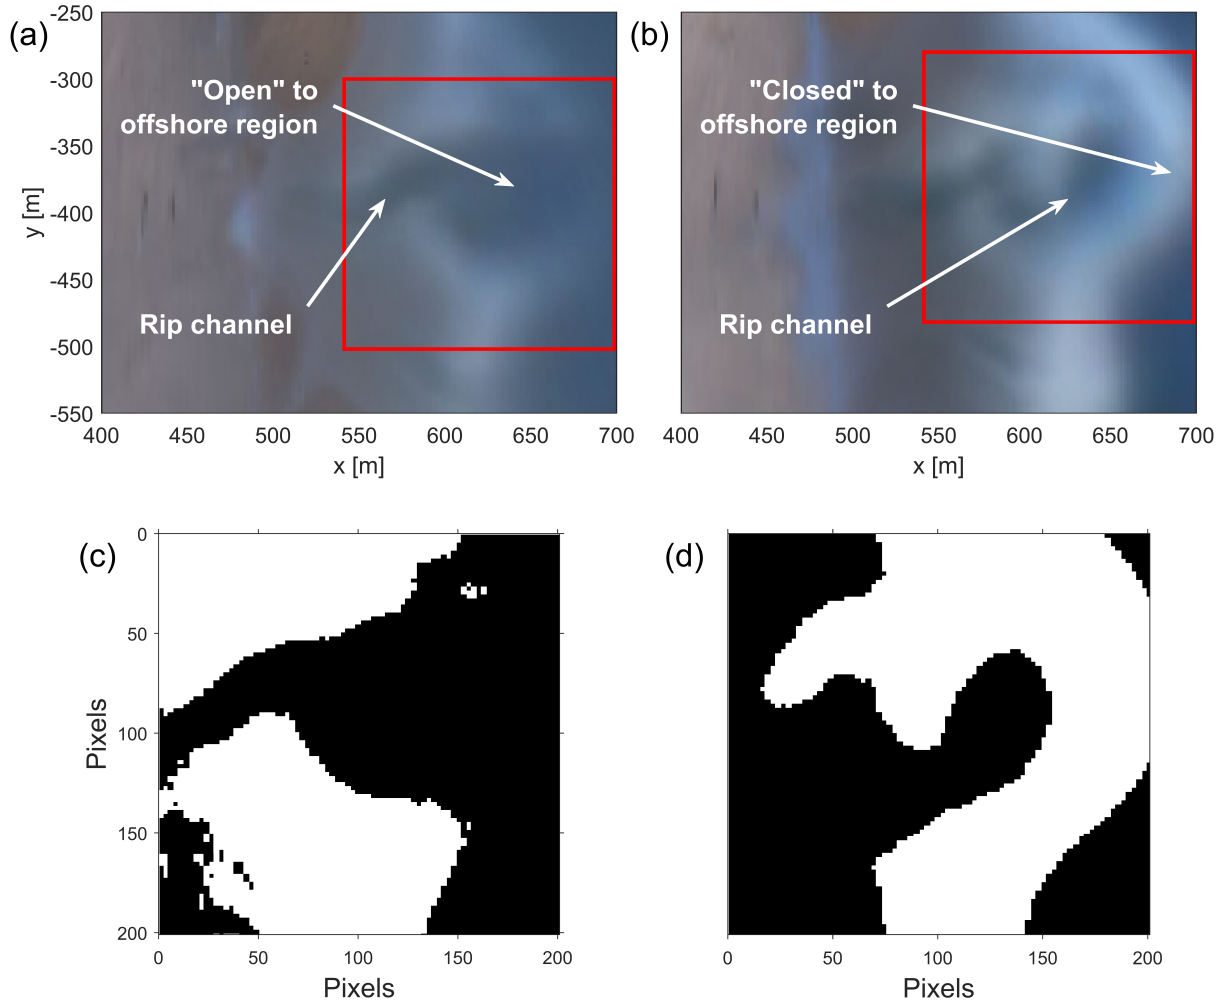 (a)
-250
-300
-350
-400
-450
-500
-550
y [m]
"Open" to
offshore region
Rip channel
400
450
500
550
600
650
700
x [m]
(b)
"Closed" to
offshore region
Rip channel
400
450
500
550
600
650
700
x [m]
(c)
0
50
100
150
200
Pixels
0
50
100
150
200
Pixels
(d)
0
50
100
150
200
Pixels